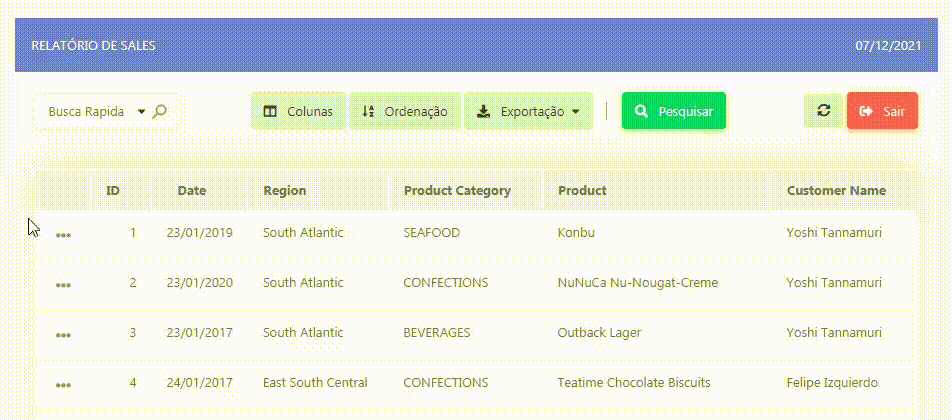 RELATÓRIO DE SALES 07/12/2021
Busca Rapida Colunas Ordenação Exportação Pesquisar Sair
ID Date Region Product Category Product Customer Name
1 23/01/2019 South Atlantic SEAFOOD Konbu Yoshi Tannamuri
2 23/01/2020 South Atlantic CONFECTIONS NuNuCa Nu-Nougat-Creme Yoshi Tannamuri
3 23/01/2017 South Atlantic BEVERAGES Outback Lager Yoshi Tannamuri
4 24/01/2017 East South Central CONFECTIONS Teatime Chocolate Biscuits Felipe Izquierdo